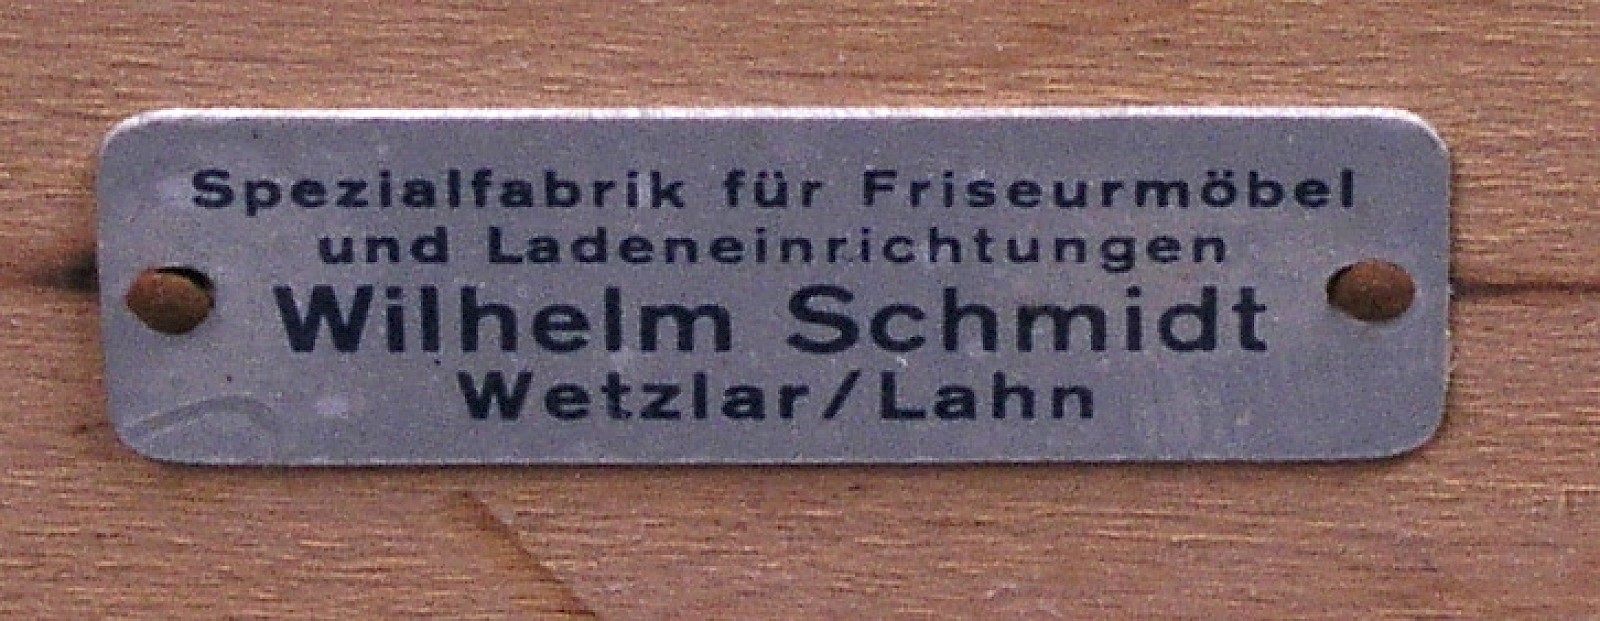 Spezialfabrik für Friseurmöbel
und Ladeneinrichtungen
Wilhelm Schmidt
Wetzlar/Lahn